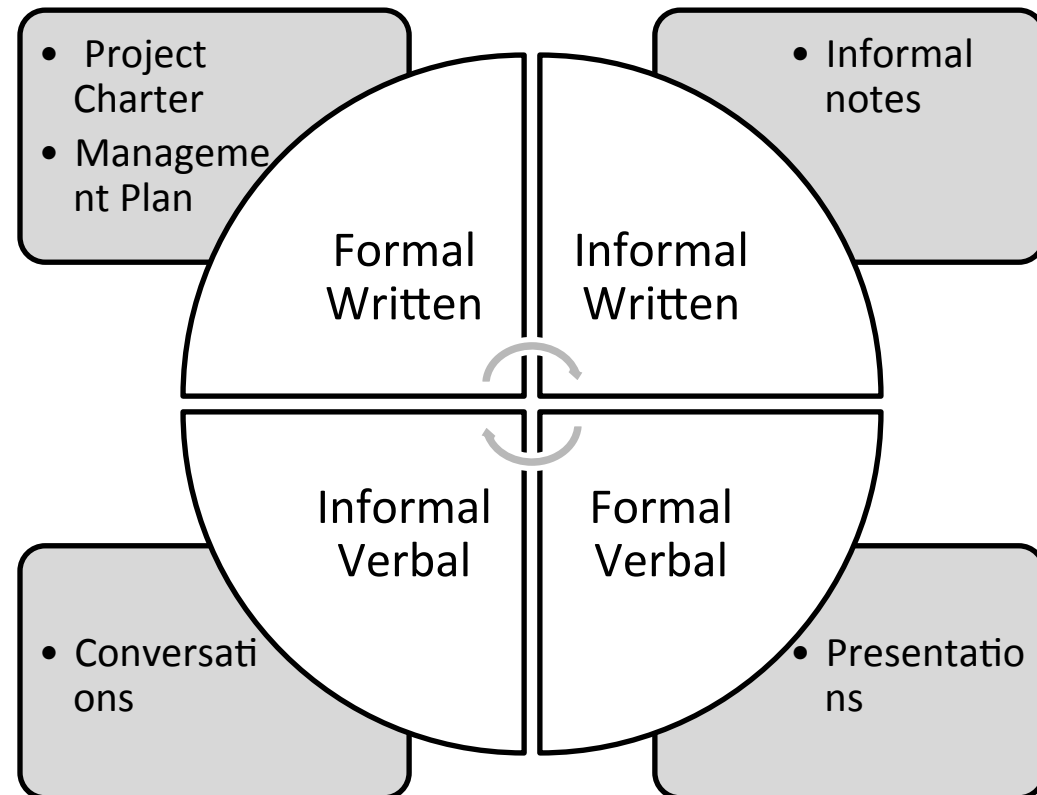 • Project
Charter
• Manageme
nt Plan
• Informal
notes
Formal
Written
Informal
Written
Informal
Verbal
Formal
Verbal
• Conversati
ons
• Presentatio
ns